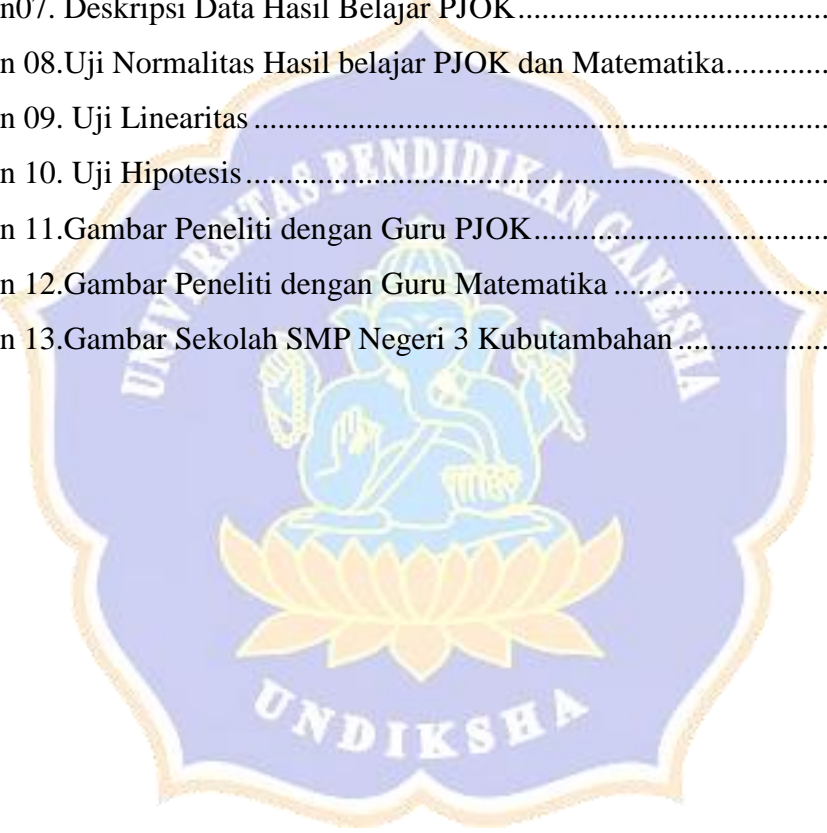 n07. Deskripsi Data Hasil Belajar PJOK..............................
n 08.Uji Normalitas Hasil belajar PJOK dan Matematika.............
n 09. Uji Linearitas......................................................................
n 10. Uji Hipotesis.......................................................................
n 11.Gambar Peneliti dengan Guru PJOK....................................
n 12.Gambar Peneliti dengan Guru Matematika..........................
n 13.Gambar Sekolah SMP Negeri 3 Kubutambahan..................
UNIVERSITAS PENDIDIKAN GANESHA
UNDIKSHA